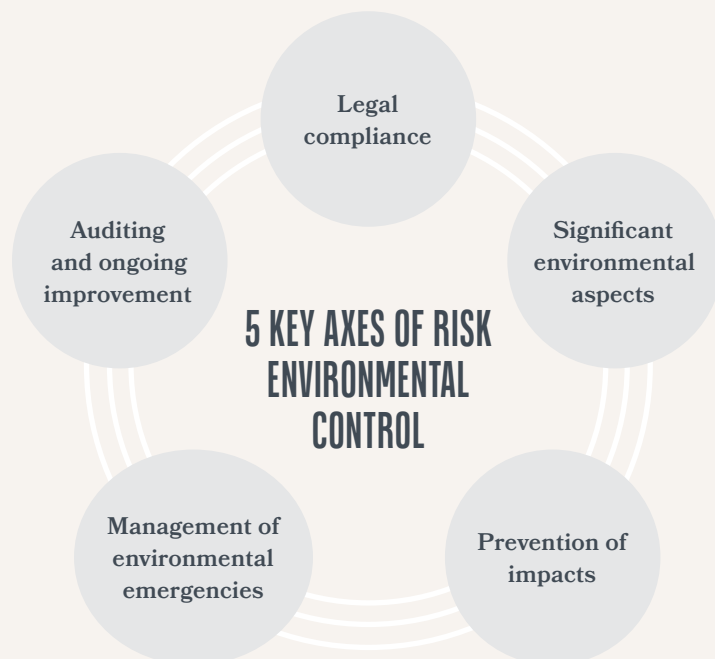 Legal
compliance
Significant
environmental
aspects
Prevention of
impacts
Management of
environmental
emergencies
Auditing
and ongoing
improvement
5 KEY AXES OF RISK
ENVIRONMENTAL
CONTROL